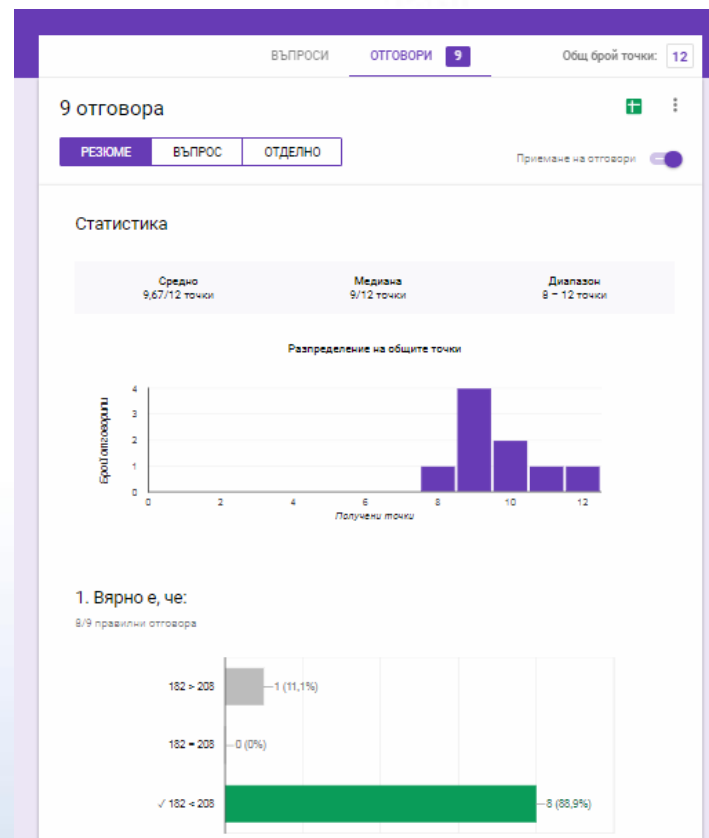 ВЪПРОСИ ОТГОВОРИ 9 Общ брой точки: 12
9 отговора
РЕЗЮМЕ ВЪПРОС ОТДЕЛНО
Приемане на отговори
Статистика
Средно Медиана Диапазон
9,67/12 точки 9/12 точки 8 – 12 точки
Разпределение на общите точки
Брой отговорили
4
3
2
1
0
0 2 4 6 8 10 12
Получени точки
1. Вярно е, че:
8/9 правилни отговора
182 > 208 1 (11,1%)
182 = 208 0 (0%)
✓ 182 < 208 8 (88,9%)